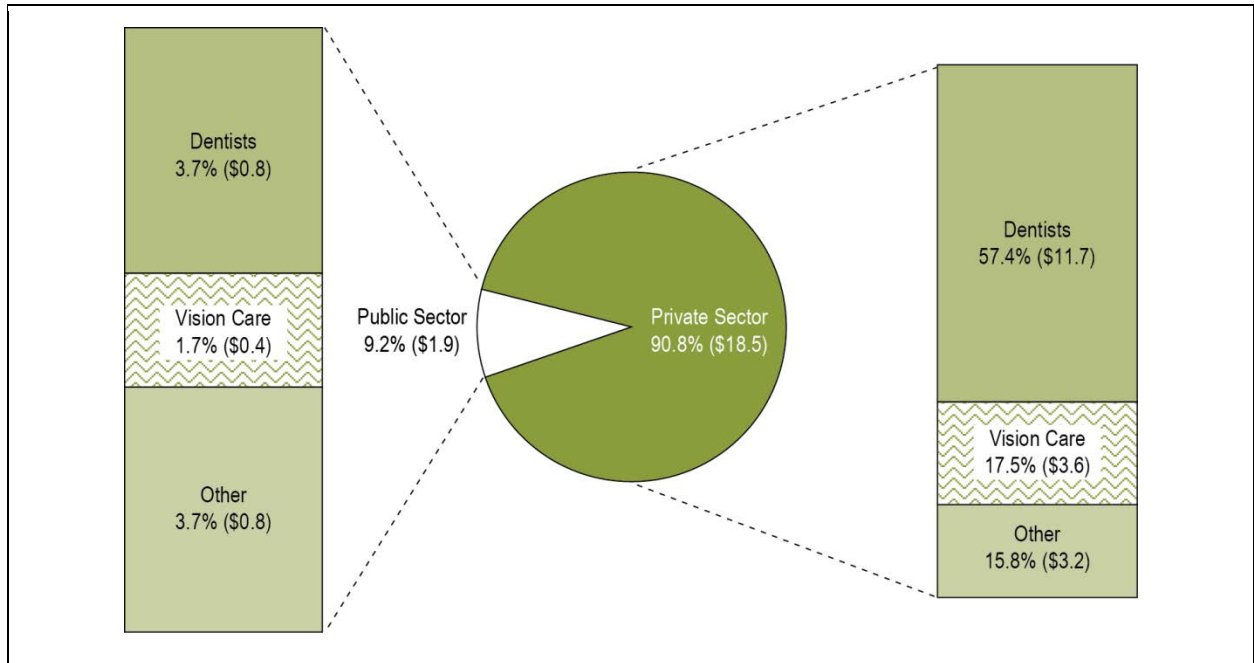 Dentists
3.7% ($0.8)
Vision Care
1.7% ($0.4)
Other
3.7% ($0.8)
Public Sector
9.2% ($1.9)
Private Sector
90.8% ($18.5)
Dentists
57.4% ($11.7)
Vision Care
17.5% ($3.6)
Other
15.8% ($3.2)